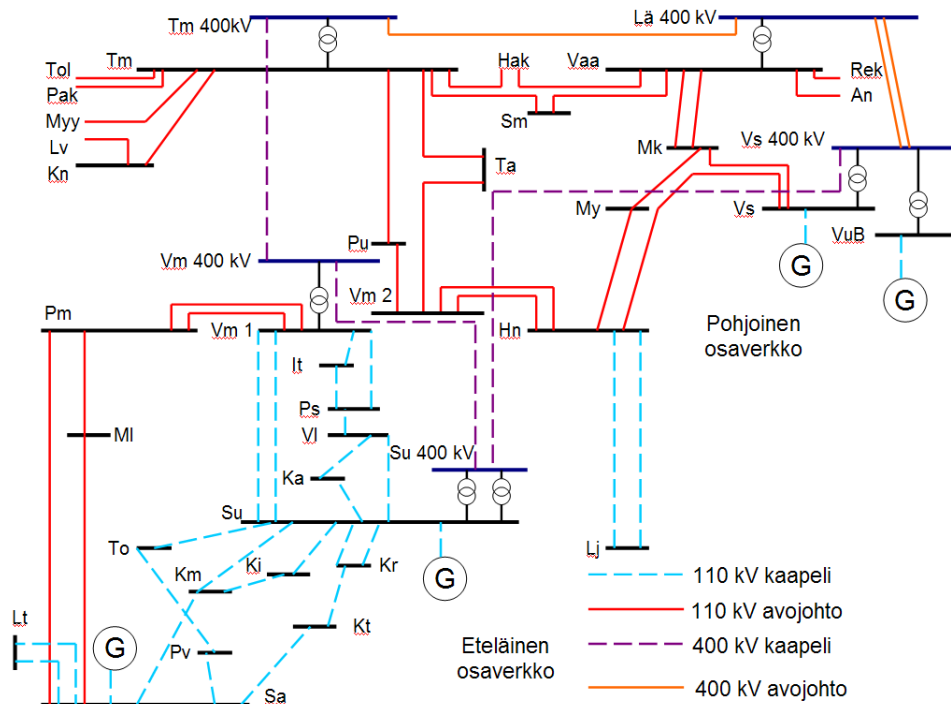 Tm 400kV
Lä 400 kV
Tm
Hak
Vaa
Tol
Pak
Rek
An
Myy
Sm
Lv
Kn
Mk
Vs 400 kV
Ta
My
Vs
VuB
Pu
Vm 400 kV
G
G
Vm 2
Pm
Vm 1
Hn
Pohjoinen
osaverkko
It
Ps
Ml
Vl
Su 400 kV
Ka
Su
To
Km
Ki
Kr
G
Lj
110 kV kaapeli
110 kV avojohto
Lt
G
Kt
Pv
Eteläinen
osaverkko
400 kV kaapeli
Sa
400 kV avojohto